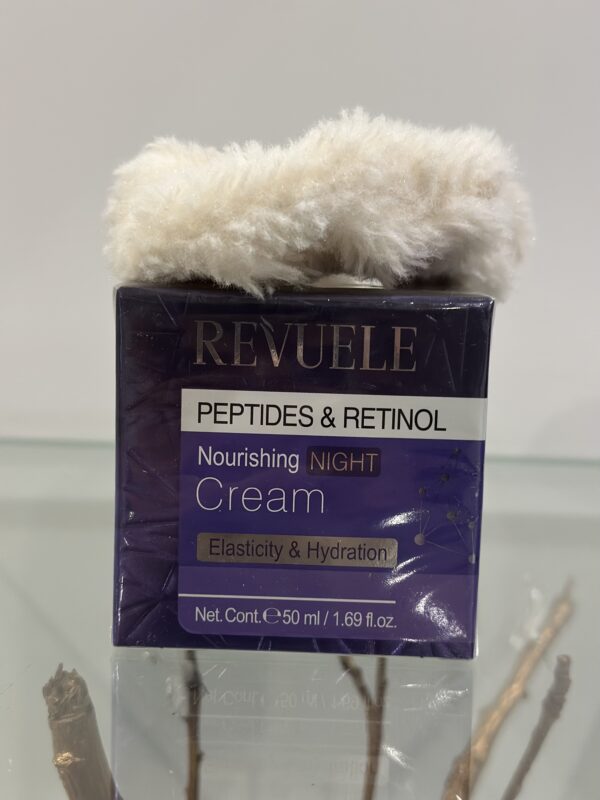 REVUELE
PEPTIDES & RETINOL
Nourishing NIGHT
Cream
Elasticity & Hydration
Net. Cont. ℮ 50 ml / 1.69 fl.oz.